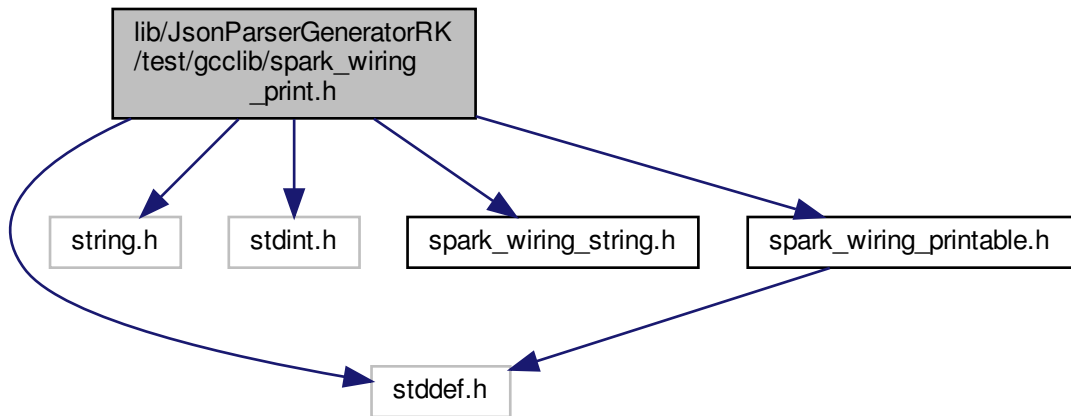 lib/JsonParserGeneratorRK
/test/gcclib/spark_wiring
_print.h
string.h
stdint.h
spark_wiring_string.h
spark_wiring_printable.h
stddef.h